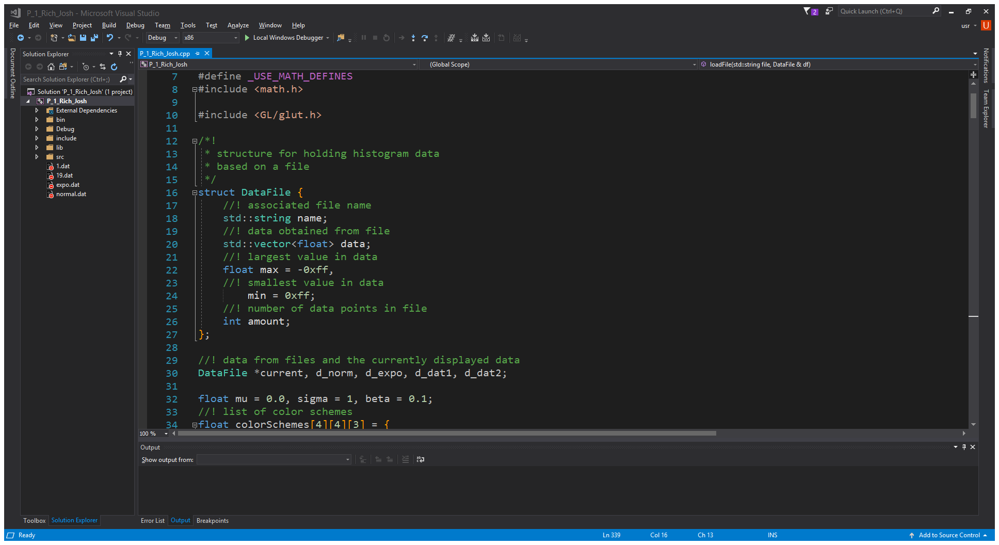 P_1_Rich_Josh - Microsoft Visual Studio
2
Quick Launch (Ctrl+Q)
File Edit View Project Build Debug Team Tools Test Analyze Window Help
usr U
Debug x86 Local Windows Debugger
Document Outline
Solution Explorer
Search Solution Explorer (Ctrl+;)
Solution 'P_1_Rich_Josh' (1 project)
P_1_Rich_Josh
External Dependencies
bin
Debug
include
lib
src
1.dat
19.dat
expo.dat
normal.dat
Toolbox Solution Explorer
P_1_Rich_Josh.cpp
P_1_Rich_Josh (Global Scope) loadFile(std::string file, DataFile & df)
7 #define _USE_MATH_DEFINES
8 #include <math.h>
9
10 #include <GL/glut.h>
11
12 /*!
13 * structure for holding histogram data
14 * based on a file
15 */
16 struct DataFile {
17 //! associated file name
18 std::string name;
19 //! data obtained from file
20 std::vector<float> data;
21 //! largest value in data
22 float max = -0xff,
23 //! smallest value in data
24 min = 0xff;
25 //! number of data points in file
26 int amount;
27 };
28
29 //! data from files and the currently displayed data
30 DataFile *current, d_norm, d_expo, d_dat1, d_dat2;
31
32 float mu = 0.0, sigma = 1, beta = 0.1;
33 //! list of color schemes
34 float colorSchemes[4][4][3] = {
100 %
Output
Show output from:
Error List Output Breakpoints
Notifications
Team Explorer
Ready Ln 339 Col 16 Ch 13 INS Add to Source Control